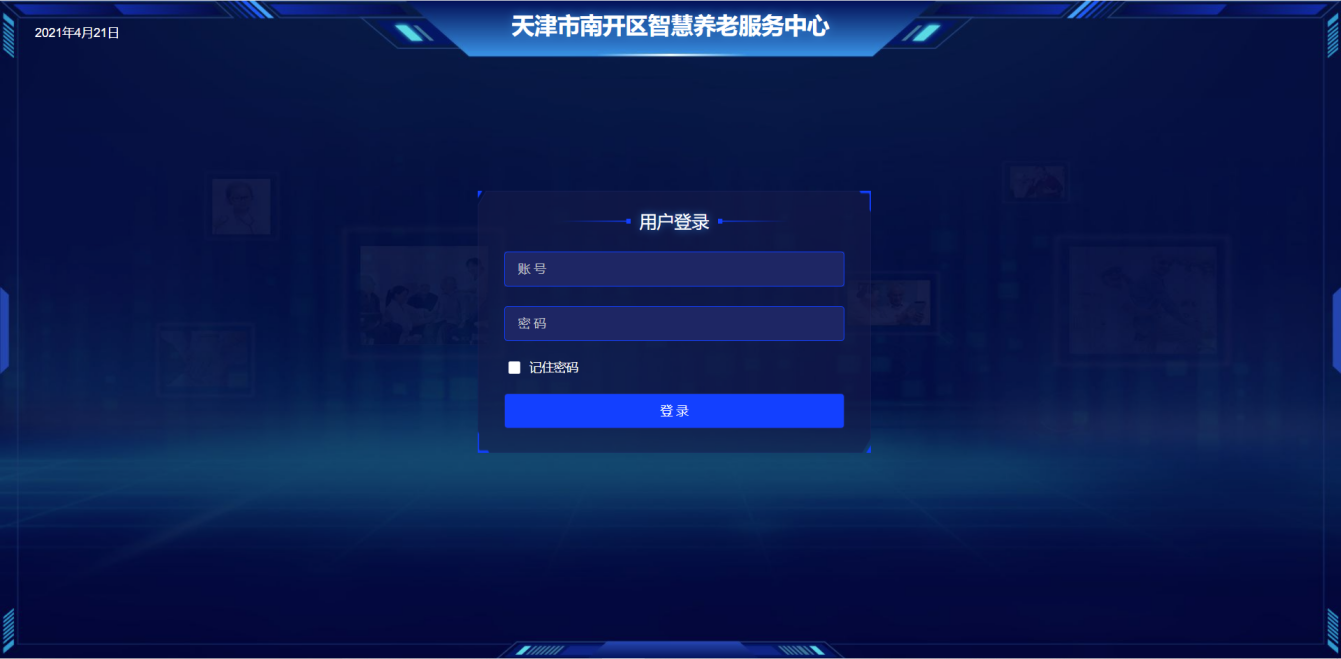 天津市南开区智慧养老服务中心
2021年4月21日
用户登录
账 号
密 码
记住密码
登 录